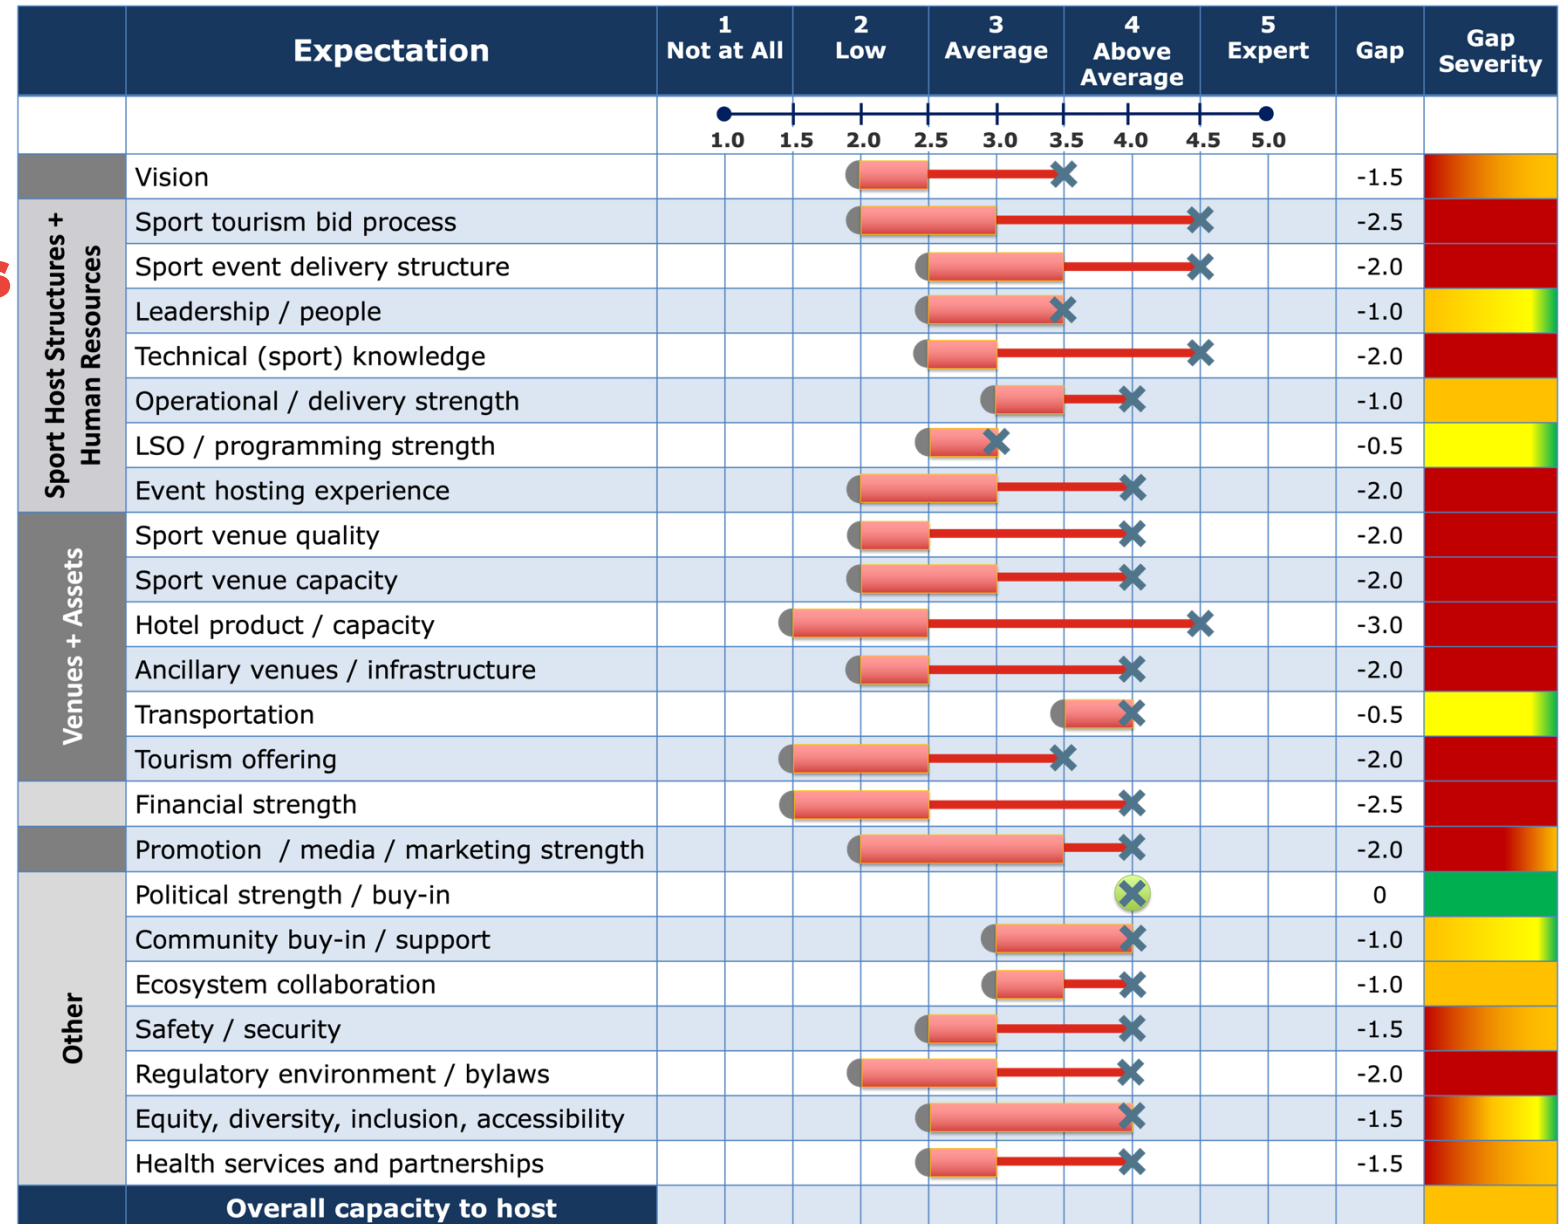 Expectation
1
Not at All
2
Low
3
Average
4
Above
Average
5
Expert
Gap
Gap
Severity
1.0 1.5 2.0 2.5 3.0 3.5 4.0 4.5 5.0
Vision -1.5
s
Sport Host Structures +
Human Resources
Sport tourism bid process -2.5
Sport event delivery structure -2.0
Leadership / people -1.0
Technical (sport) knowledge -2.0
Operational / delivery strength -1.0
LSO / programming strength -0.5
Event hosting experience -2.0
Venues + Assets
Sport venue quality -2.0
Sport venue capacity -2.0
Hotel product / capacity -3.0
Ancillary venues / infrastructure -2.0
Transportation -0.5
Tourism offering -2.0
Financial strength -2.5
Promotion / media / marketing strength -2.0
Other
Political strength / buy-in 0
Community buy-in / support -1.0
Ecosystem collaboration -1.0
Safety / security -1.5
Regulatory environment / bylaws -2.0
Equity, diversity, inclusion, accessibility -1.5
Health services and partnerships -1.5
Overall capacity to host